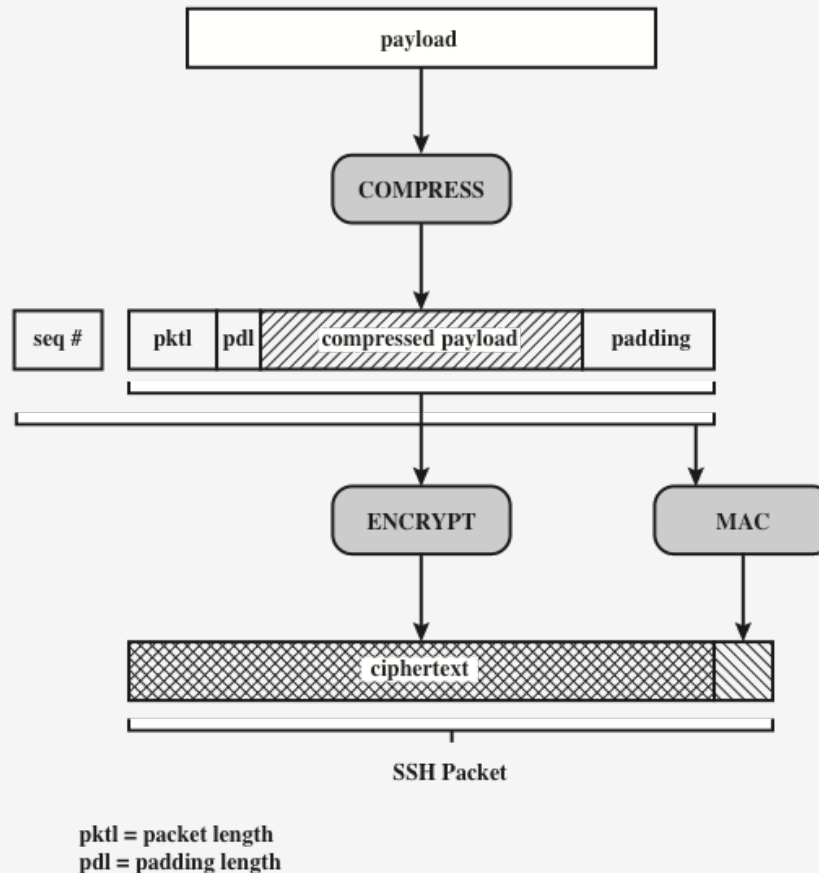 payload
COMPRESS
seq # pktl pdl compressed payload padding
ENCRYPT MAC
ciphertext
SSH Packet
pktl = packet length
pdl = padding length